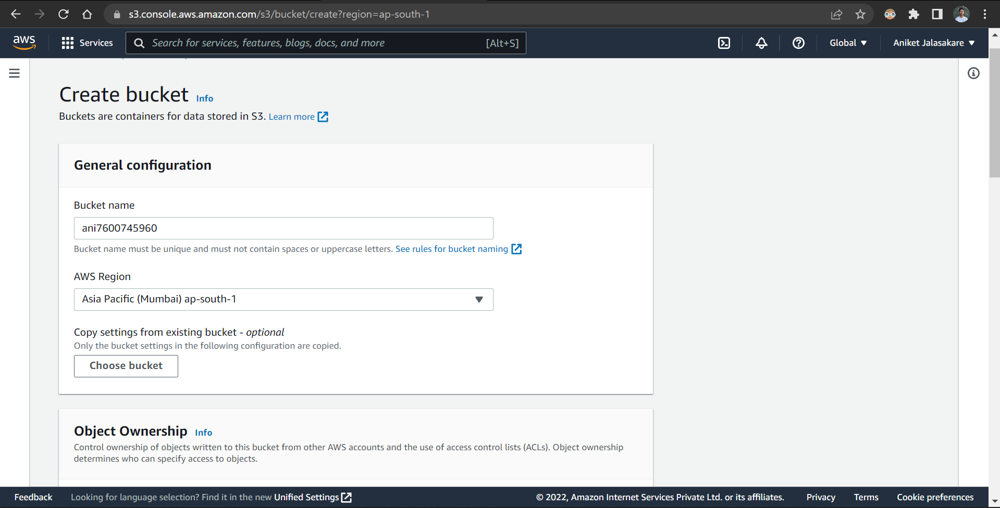 s3.console.aws.amazon.com/s3/bucket/create?region=ap-south-1
aws Services Search for services, features, blogs, docs, and more [Alt+S] Global Aniket Jalasakare
Create bucket Info
Buckets are containers for data stored in S3. Learn more
General configuration
Bucket name
ani7600745960
Bucket name must be unique and must not contain spaces or uppercase letters. See rules for bucket naming
AWS Region
Asia Pacific (Mumbai) ap-south-1
Copy settings from existing bucket - optional
Only the bucket settings in the following configuration are copied.
Choose bucket
Object Ownership Info
Control ownership of objects written to this bucket from other AWS accounts and the use of access control lists (ACLs). Object ownership
determines who can specify access to objects.
Feedback Looking for language selection? Find it in the new Unified Settings © 2022, Amazon Internet Services Private Ltd. or its affiliates. Privacy Terms Cookie preferences